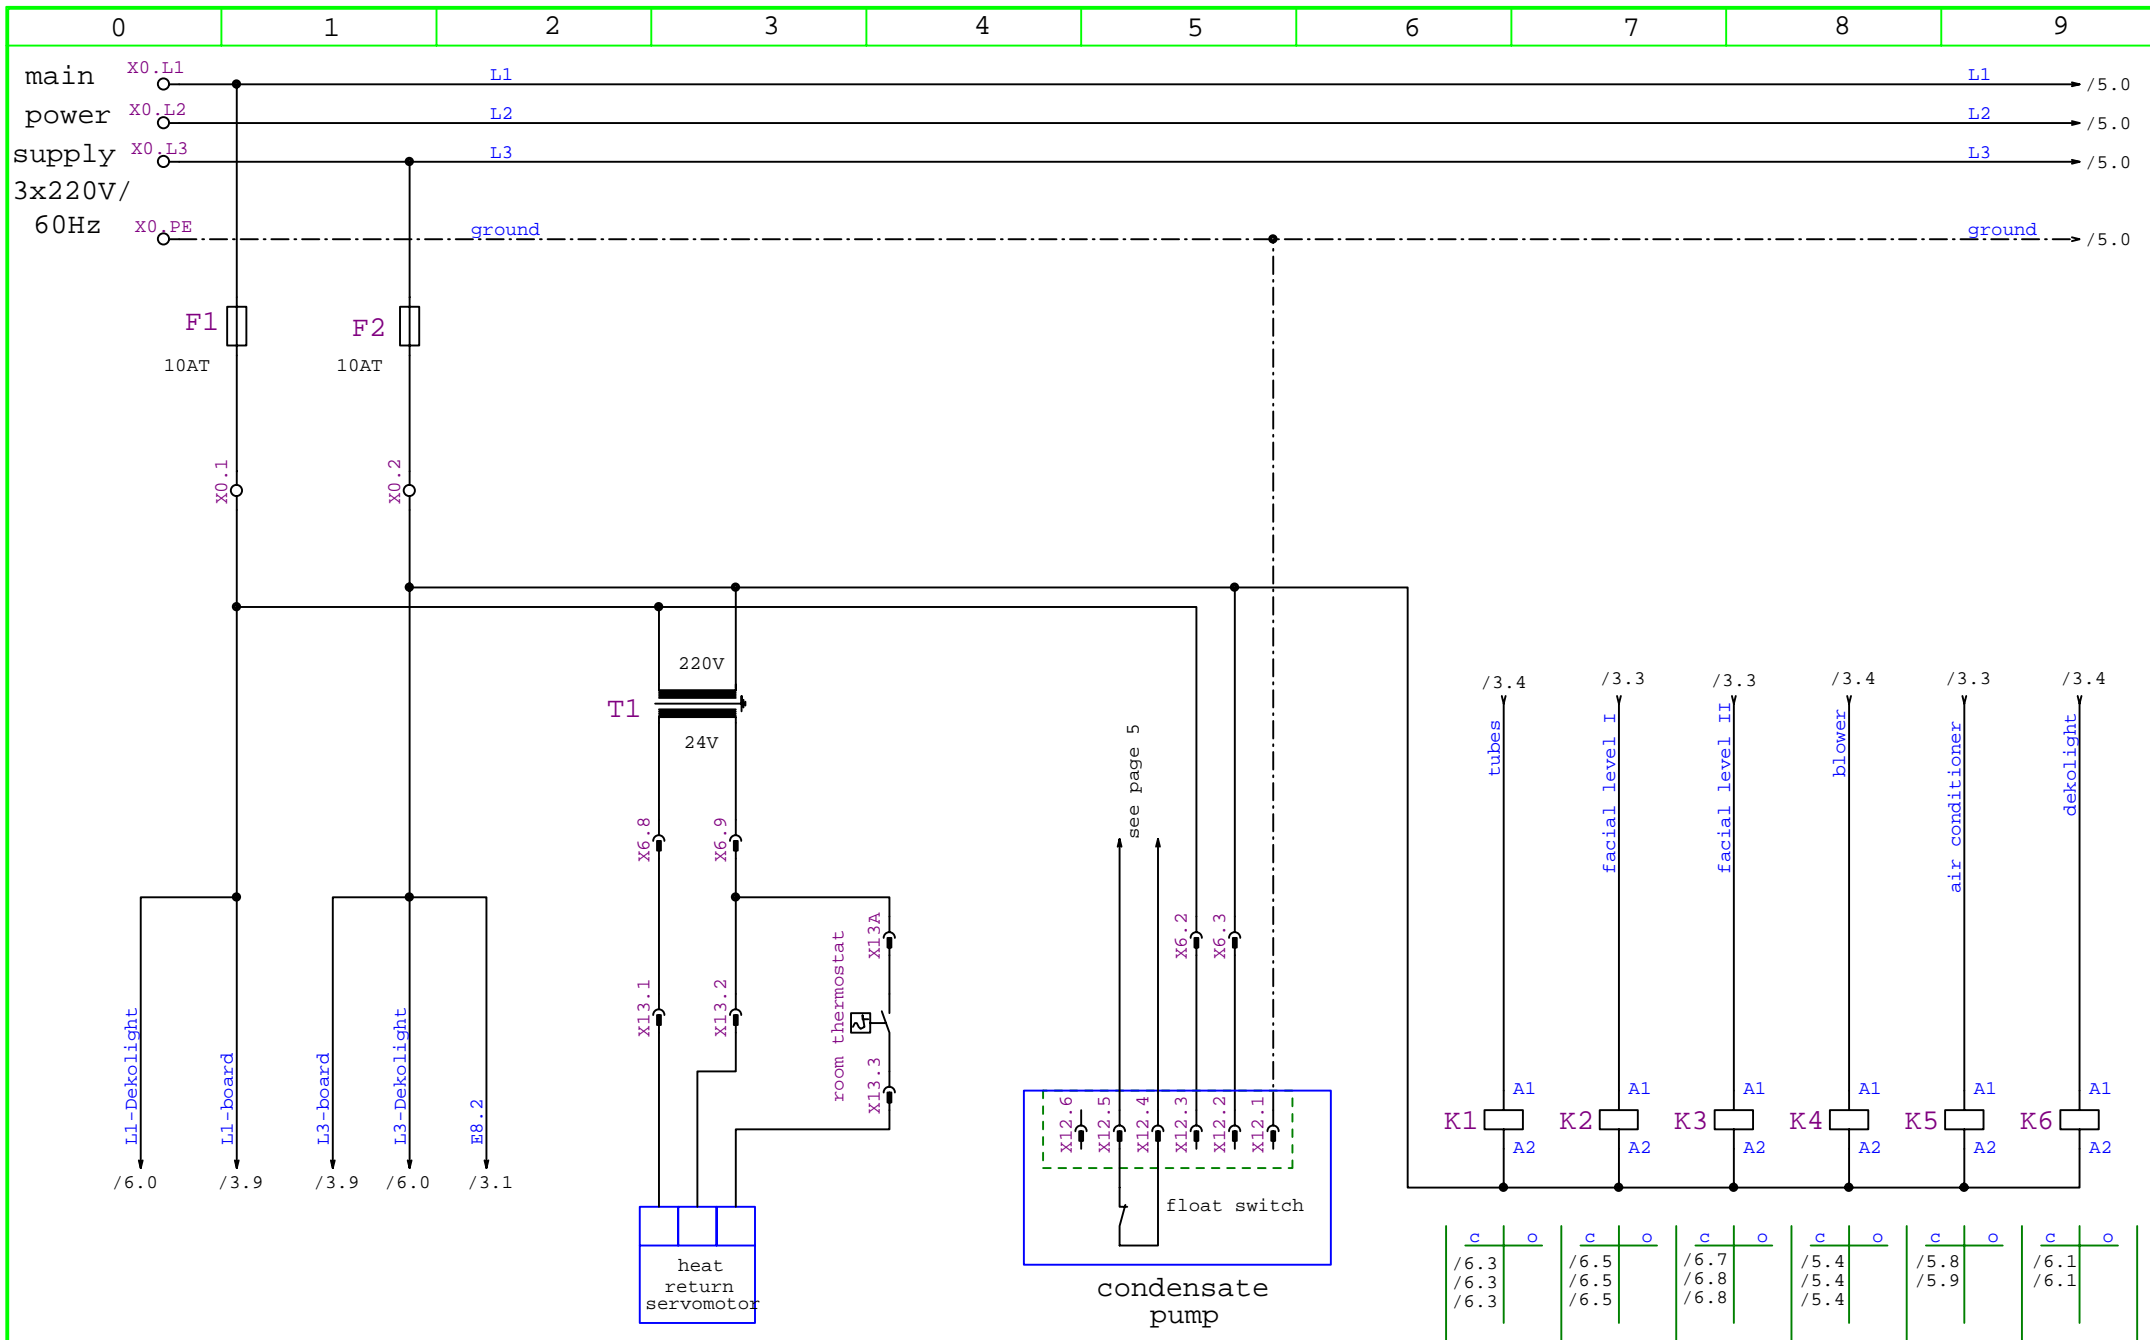 0 1 2 3 4 5 6 7 8 9
main X0.L1 L1 L1 /5.0
power X0.L2 L2 L2 /5.0
supply X0.L3 L3 L3 /5.0
3x220V/
60Hz X0.PE ground ground /5.0
F1 F2
10AT 10AT
X0.1 X0.2
220V
T1
24V
X6.8 X6.9
see page 5
/3.4 /3.3 /3.3 /3.4 /3.3 /3.4
tubes
facial level I
facial level II
blower
air conditioner
dekolight
X13A
X6.2 X6.3
room thermostat
X13.1 X13.2
X13.3
L1-Dekolight
L1-board
L3-board
L3-Dekolight
E8.2
/6.0 /3.9 /3.9 /6.0 /3.1
X12.6 X12.5 X12.4 X12.3 X12.2 X12.1
A1 A1 A1 A1 A1 A1
K1 K2 K3 K4 K5 K6
A2 A2 A2 A2 A2 A2
float switch
heat
return
servomotor
condensate
pump
c o c o c o c o c o c o
/6.3 /6.5 /6.7 /5.4 /5.8 /6.1
/6.3 /6.5 /6.8 /5.4 /5.9 /6.1
/6.3 /6.5 /6.8 /5.4